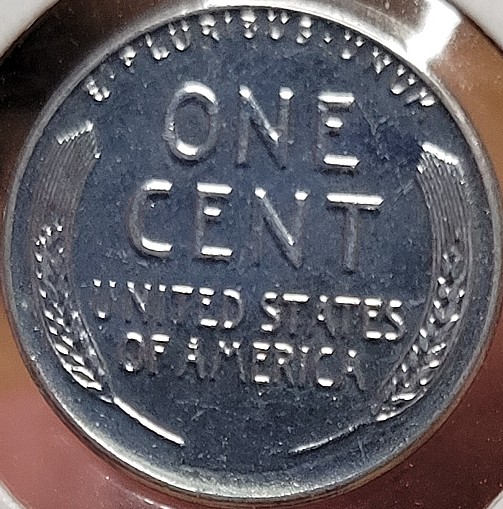 E·PLURIBUS·UNUM
ONE
CENT
UNITED STATES
OF AMERICA